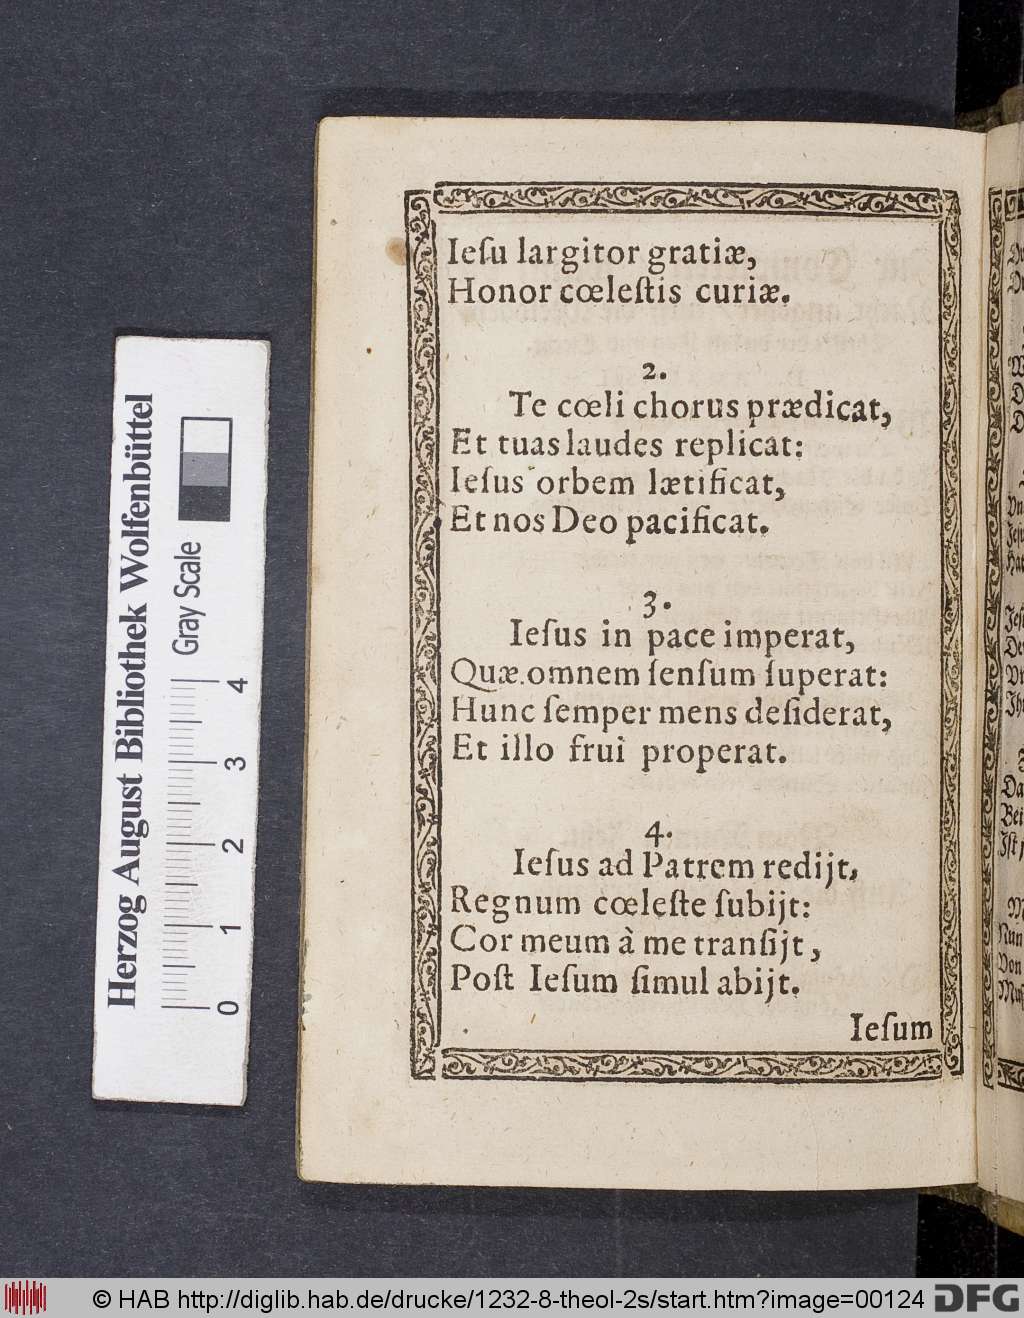 Ieſu largitor gratiæ,
Honor cœleſtis curiæ.
2.
Te cœli chorus prædicat,
Et tuas laudes replicat:
Ieſus orbem lætificat,
Et nos Deo pacificat.
3.
Ieſus in pace imperat,
Quæ omnem ſenſum ſuperat:
Hunc ſemper mens deſiderat,
Et illo frui properat.
4.
Ieſus ad Patrem redijt,
Regnum cœleſte ſubijt:
Cor meum à me tranſijt,
Poſt Ieſum ſimul abijt.
Ieſum
Herzog August Bibliothek Wolfenbüttel
Gray Scale
0 1 2 3 4
© HAB http://diglib.hab.de/drucke/1232-8-theol-2s/start.htm?image=00124
DFG